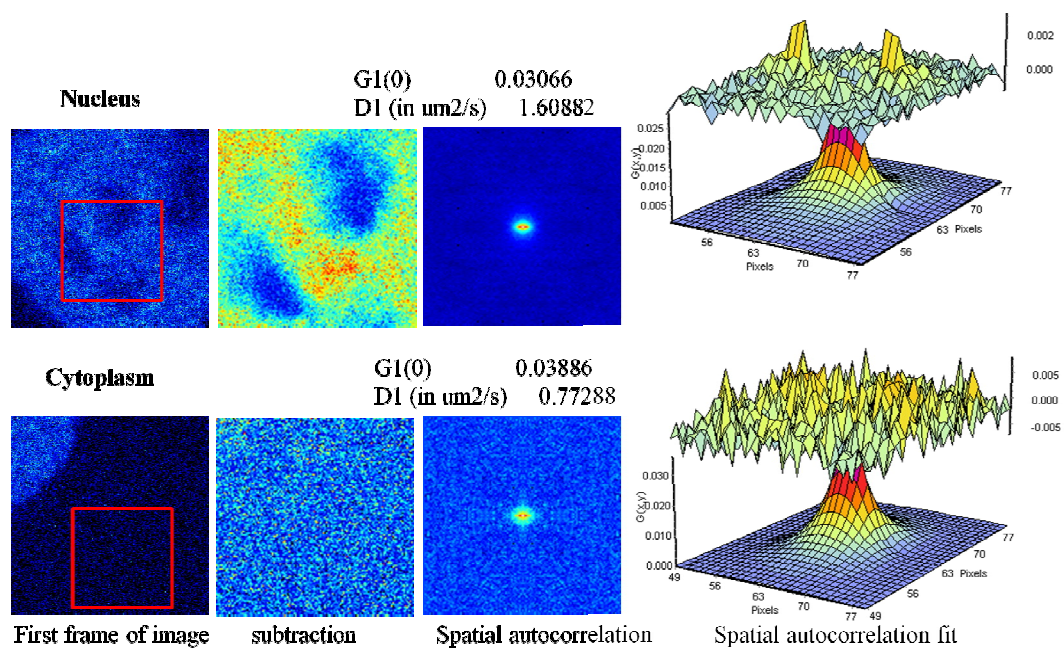 Nucleus
G1(0) 0.03066
D1 (in um2/s) 1.60882
0.002
0.000
0.025
0.020
0.015
0.010
0.005
G(x,y)
56
63
Pixels
70
77
56
63 Pixels
70
77
Cytoplasm
G1(0) 0.03886
D1 (in um2/s) 0.77288
0.005
0.000
-0.005
0.030
0.020
0.010
0.000
G(x,y)
49
56
63
Pixels
70
77
49
56
63 Pixels
70
77
First frame of image
subtraction
Spatial autocorrelation
Spatial autocorrelation fit